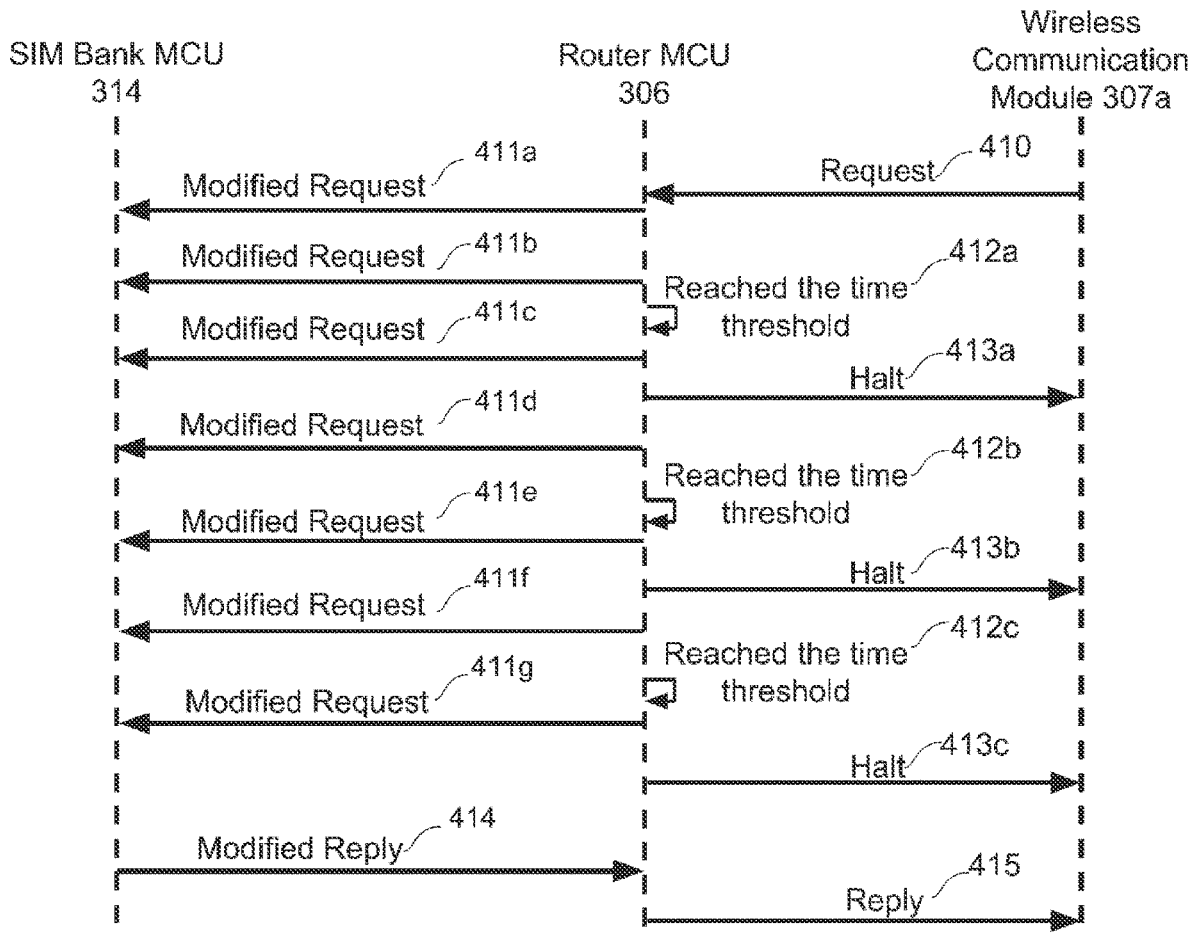 SIM Bank MCU
314
Router MCU
306
Wireless
Communication
Module 307a
411a
Modified Request
410
Request
411b
Modified Request
412a
Reached the time
threshold
411c
Modified Request
413a
Halt
411d
Modified Request
412b
Reached the time
threshold
411e
Modified Request
413b
Halt
411f
Modified Request
412c
Reached the time
threshold
411g
Modified Request
413c
Halt
414
Modified Reply
415
Reply